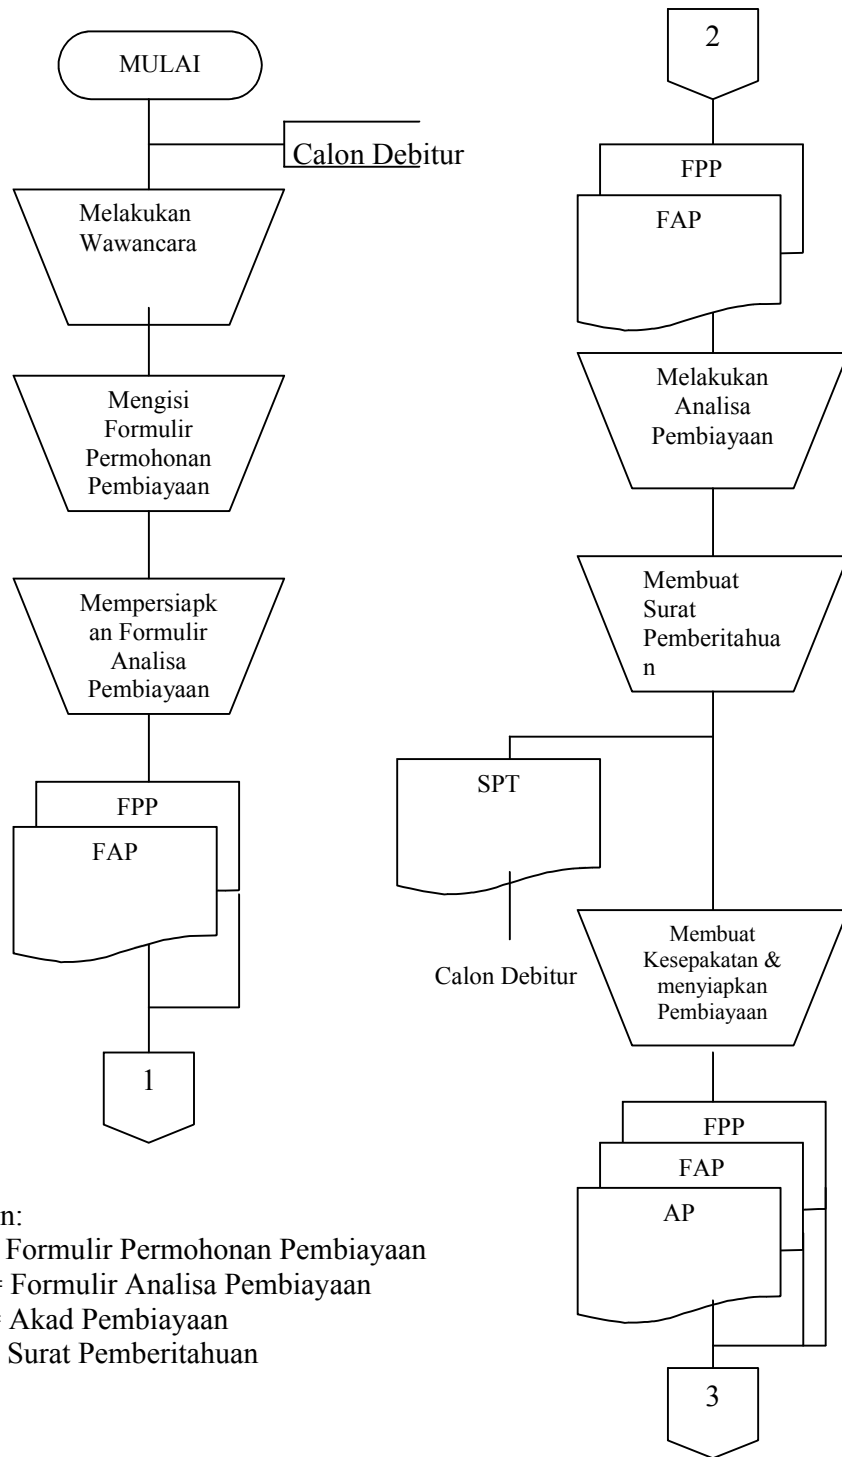 MULAI
Calon Debitur
Melakukan
Wawancara
Mengisi
Formulir
Permohonan
Pembiayaan
Mempersiapk
an Formulir
Analisa
Pembiayaan
FPP
FAP
1
n:
Formulir Permohonan Pembiayaan
= Formulir Analisa Pembiayaan
= Akad Pembiayaan
Surat Pemberitahuan
2
FPP
FAP
Melakukan
Analisa
Pembiayaan
Membuat
Surat
Pemberitahua
n
SPT
Calon Debitur
Membuat
Kesepakatan &
menyiapkan
Pembiayaan
FPP
FAP
AP
3